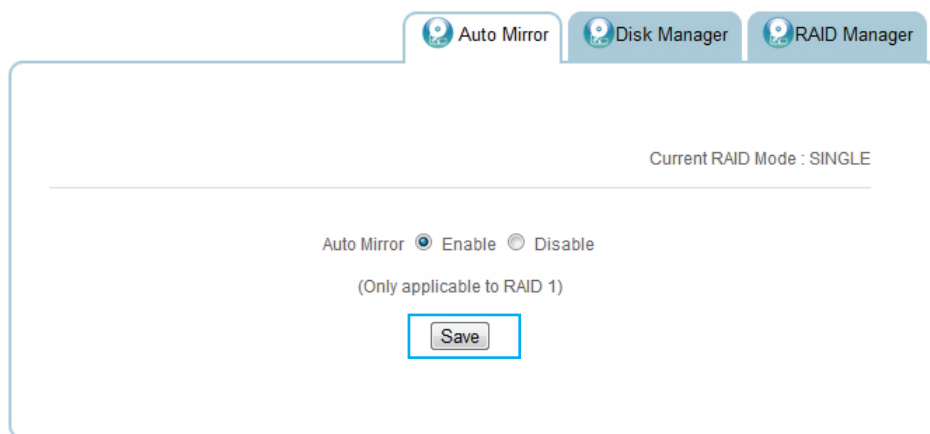 Auto Mirror Disk Manager RAID Manager
Current RAID Mode : SINGLE
Auto Mirror Enable Disable
(Only applicable to RAID 1)
Save